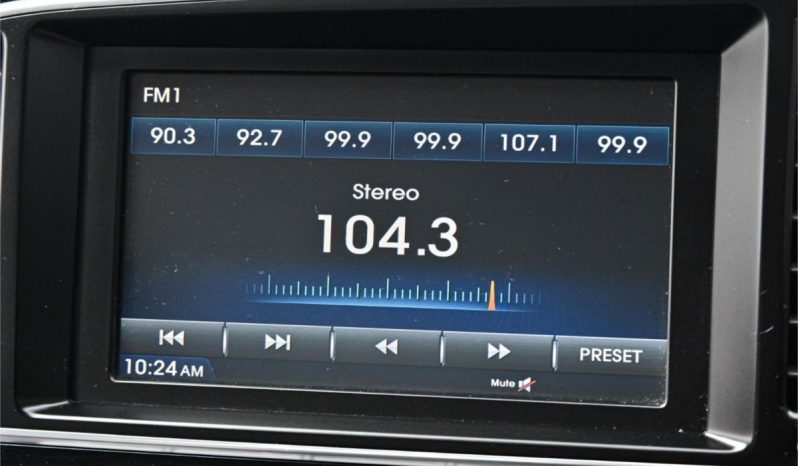 FM1
90.3 92.7 99.9 99.9 107.1 99.9
Stereo
104.3
PRESET
10:24 AM
Mute